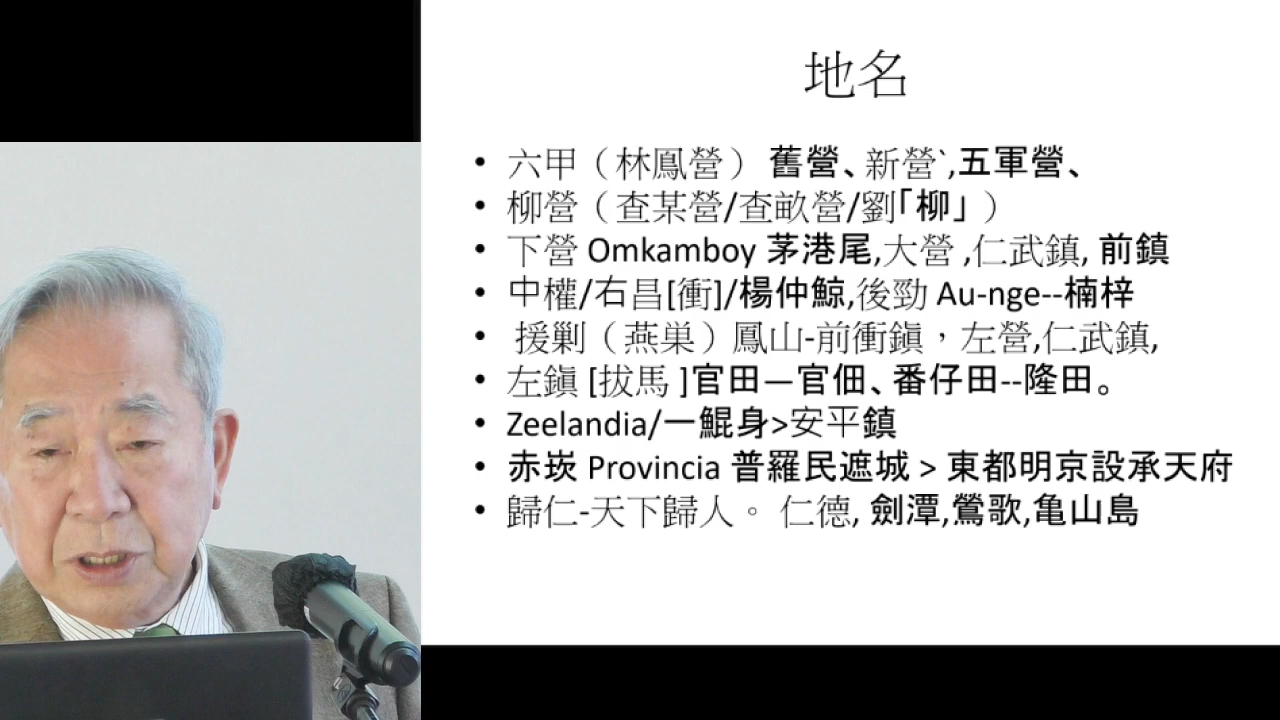 地名
• 六甲（林鳳營） 舊營、新營`,五軍營、
• 柳營（查某營/查畝營/劉「柳」）
• 下營 Omkamboy 茅港尾,大營 ,仁武鎮, 前鎮
• 中權/右昌[衝]/楊仲鯨,後勁 Au-nge--楠梓
• 援剿（燕巢）鳳山-前衝鎭，左營,仁武鎮,
• 左鎭 [拔馬 ]官田—官佃、番仔田--隆田。
• Zeelandia/一鯤身>安平鎮
• 赤崁 Provincia 普羅民遮城 > 東都明京設承天府
• 歸仁-天下歸人。 仁德, 劍潭,鶯歌,亀山島